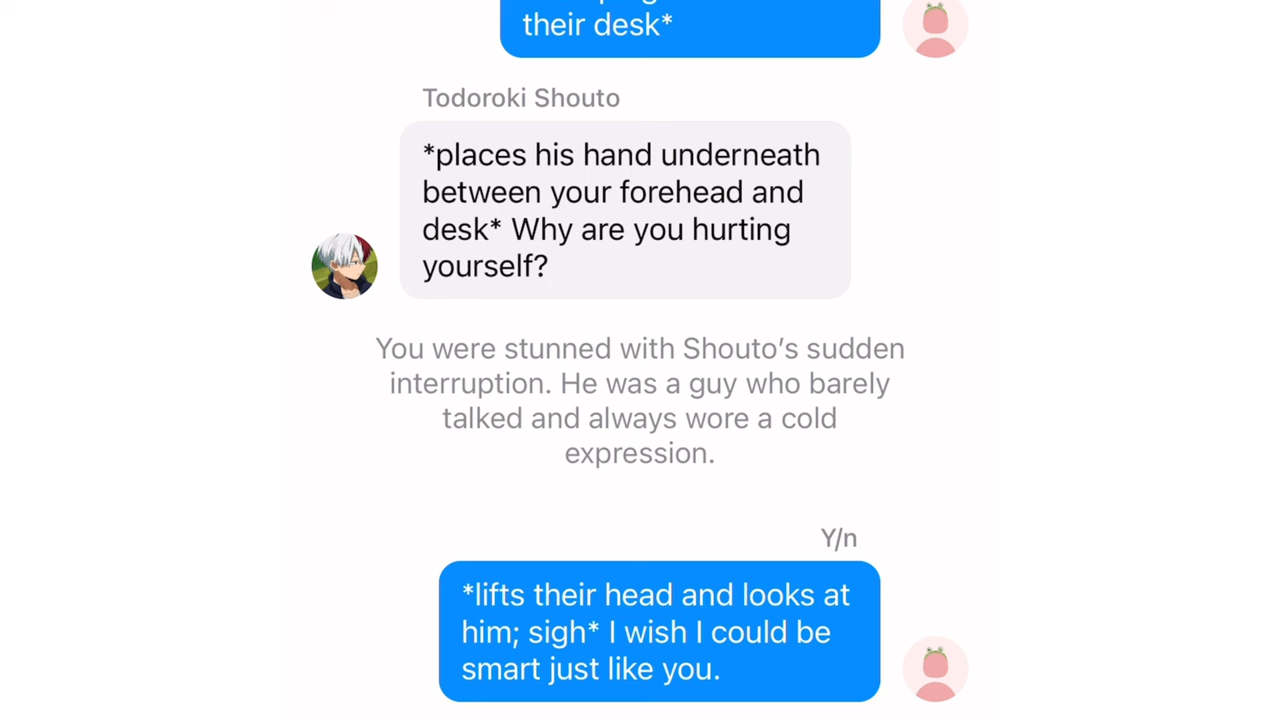 their desk*
Todoroki Shouto
*places his hand underneath
between your forehead and
desk* Why are you hurting
yourself?
You were stunned with Shouto's sudden
interruption. He was a guy who barely
talked and always wore a cold
expression.
Y/n
*lifts their head and looks at
him; sigh* I wish I could be
smart just like you.